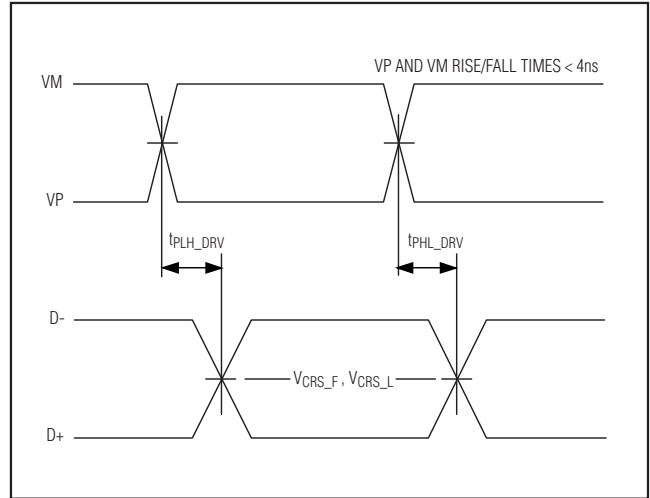 VP AND VM RISE/FALL TIMES < 4ns
VM
VP
tPLH_DRV
tPHL_DRV
D-
VCRS_F , VCRS_L
D+